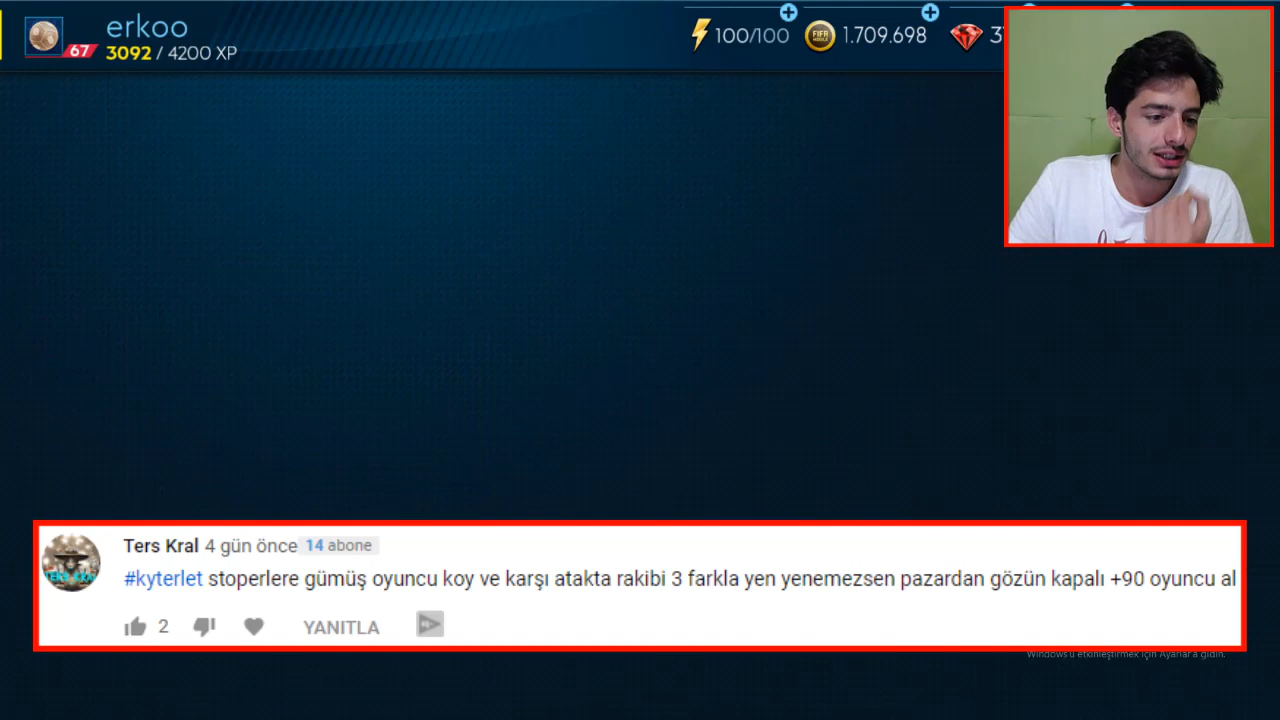 erkoo
67
3092 / 4200 XP
100/100
FIFA MOBILE
1.709.698
Ters Kral 4 gün önce 14 abone
#kyterlet stoperlere gümüş oyuncu koy ve karşı atakta rakibi 3 farkla yen yenemezsen pazardan gözün kapalı +90 oyuncu al
2
YANITLA
Windows'u etkinleştirmek için Ayarlar'a gidin.